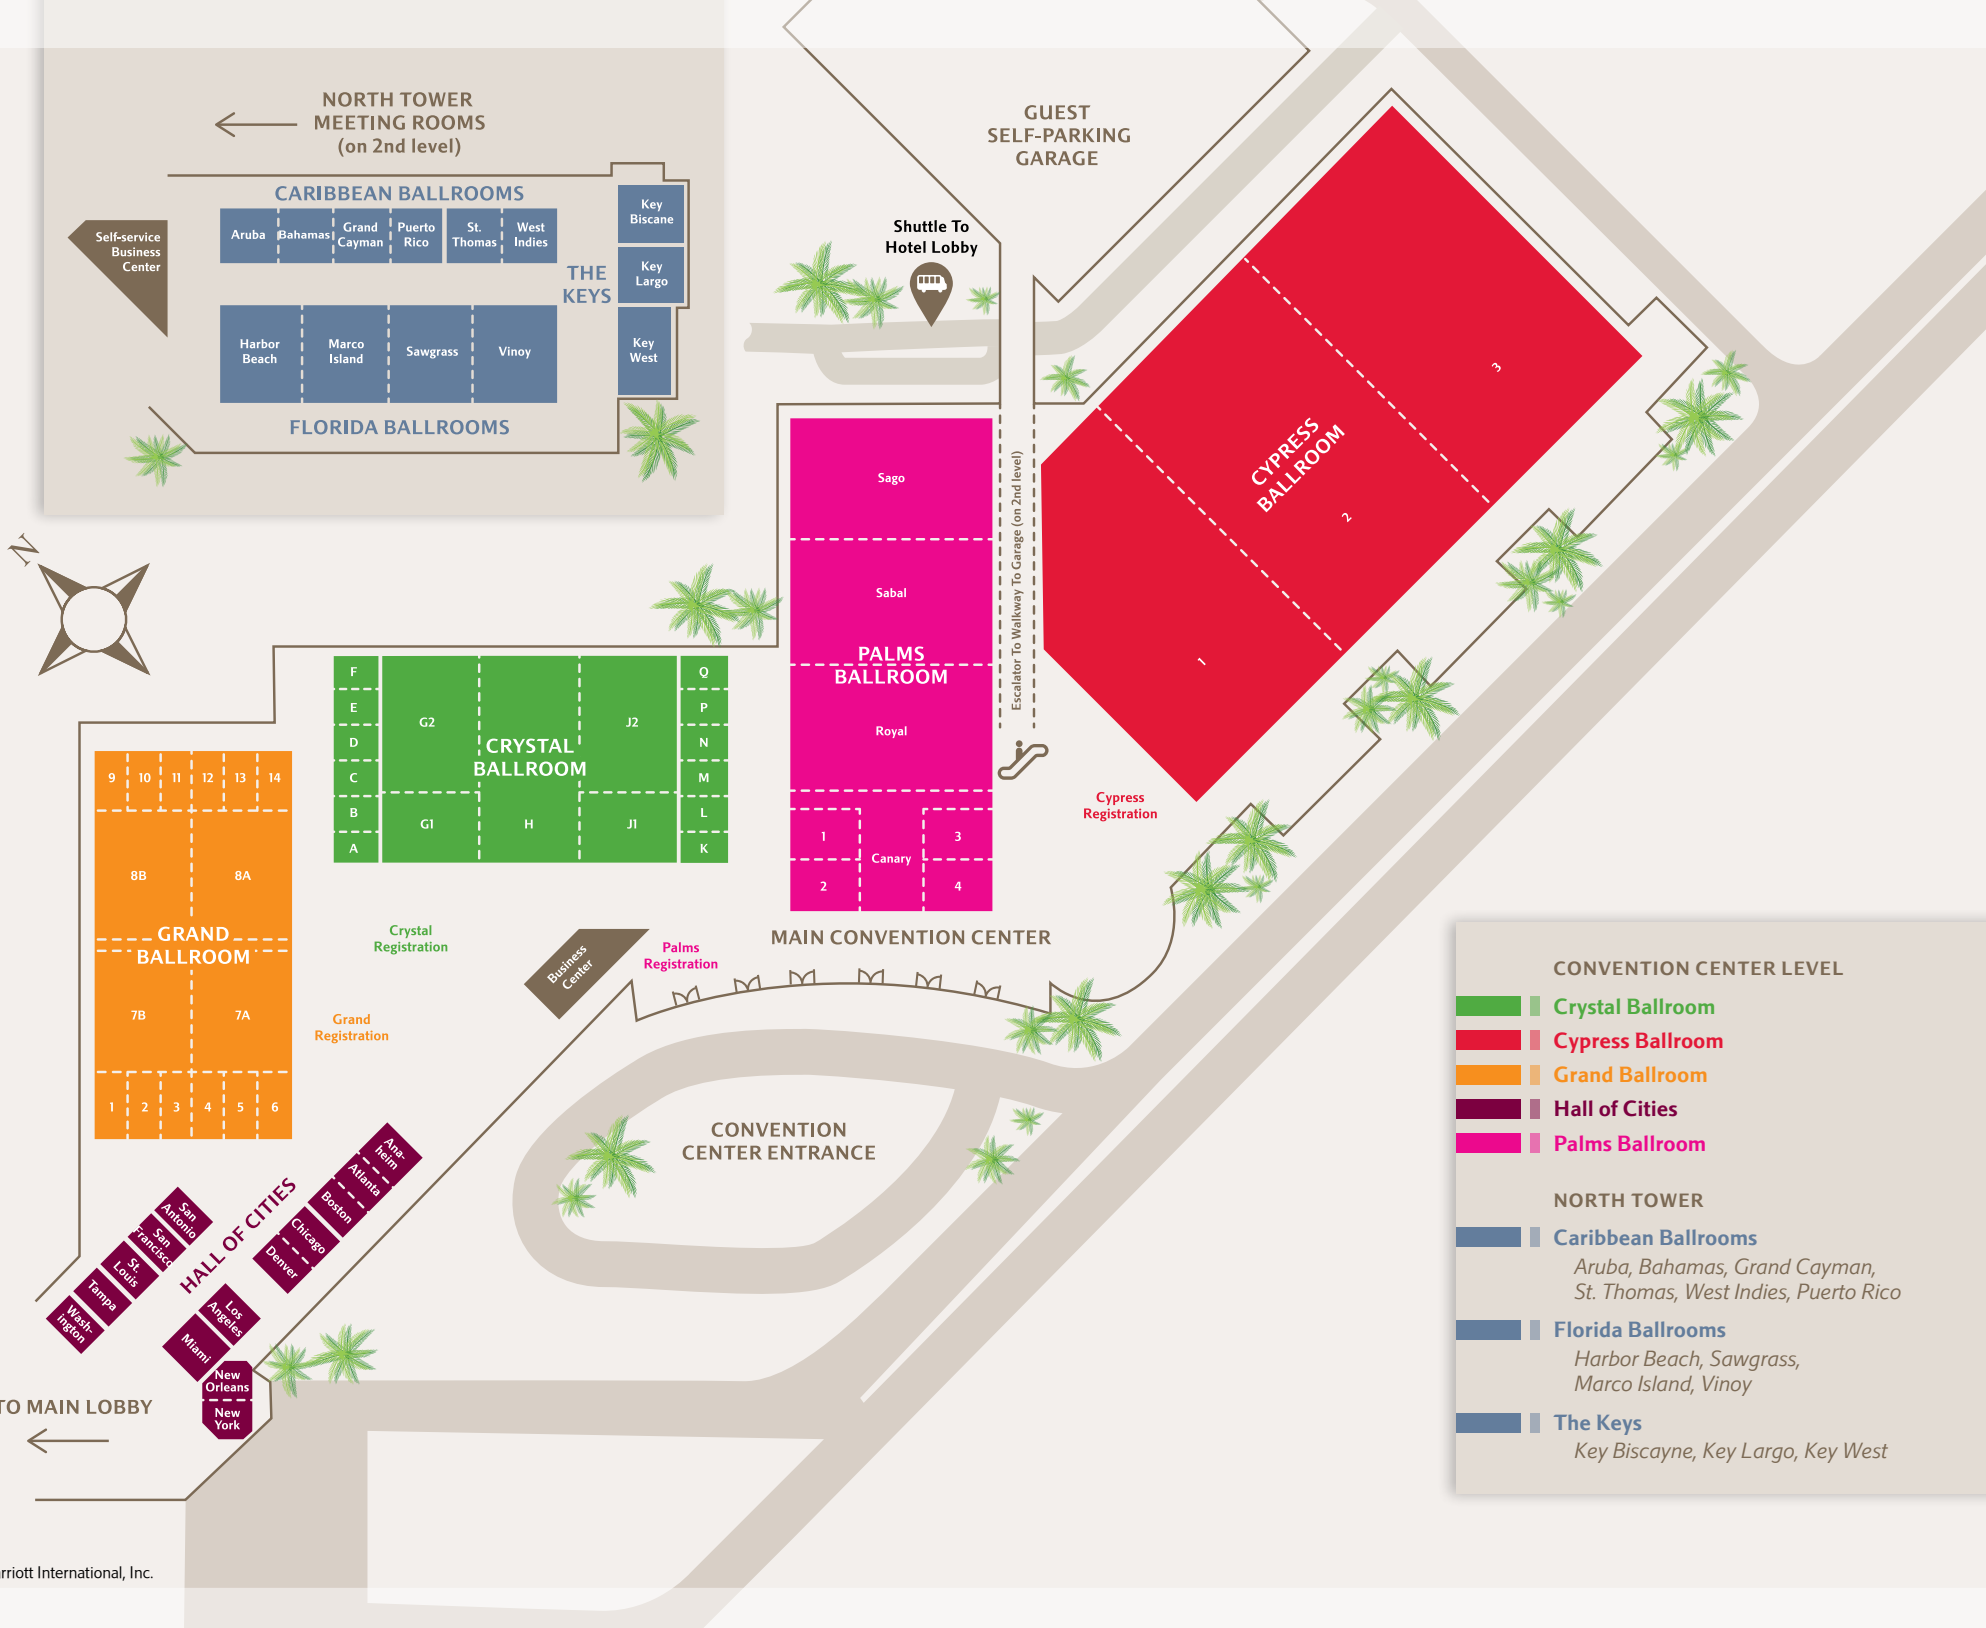 NORTH TOWER
MEETING ROOMS
(on 2nd level)
CARIBBEAN BALLROOMS
Aruba
Bahamas
Grand
Cayman
Puerto
Rico
St.
Thomas
West
Indies
Key
Biscane
Self-service
Business
Center
THE
KEYS
Key
Largo
Harbor
Beach
Marco
Island
Sawgrass
Vinoy
Key
West
FLORIDA BALLROOMS
GUEST
SELF-PARKING
GARAGE
Shuttle To
Hotel Lobby
N
Sago
Sabal
PALMS
BALLROOM
Royal
1
2
Canary
3
4
Escalator To Walkway To Garage (on 2nd level)
CYPRESS
BALLROOM
3
2
1
Cypress
Registration
F
E
D
C
B
A
G2
G1
CRYSTAL
BALLROOM
H
J2
J1
Q
P
N
M
L
K
9
10
11
12
13
14
8B
8A
GRAND
BALLROOM
7B
7A
1
2
3
4
5
6
Crystal
Registration
Business
Center
Palms
Registration
MAIN CONVENTION CENTER
Grand
Registration
CONVENTION
CENTER ENTRANCE
HALL OF CITIES
Ana-
heim
Atlanta
Boston
Chicago
Denver
San
Antonio
San
Francisco
St.
Louis
Tampa
Wash-
ington
Los
Angeles
Miami
New
Orleans
New
York
TO MAIN LOBBY
CONVENTION CENTER LEVEL
Crystal Ballroom
Cypress Ballroom
Grand Ballroom
Hall of Cities
Palms Ballroom
NORTH TOWER
Caribbean Ballrooms
Aruba, Bahamas, Grand Cayman,
St. Thomas, West Indies, Puerto Rico
Florida Ballrooms
Harbor Beach, Sawgrass,
Marco Island, Vinoy
The Keys
Key Biscayne, Key Largo, Key West
rriott International, Inc.